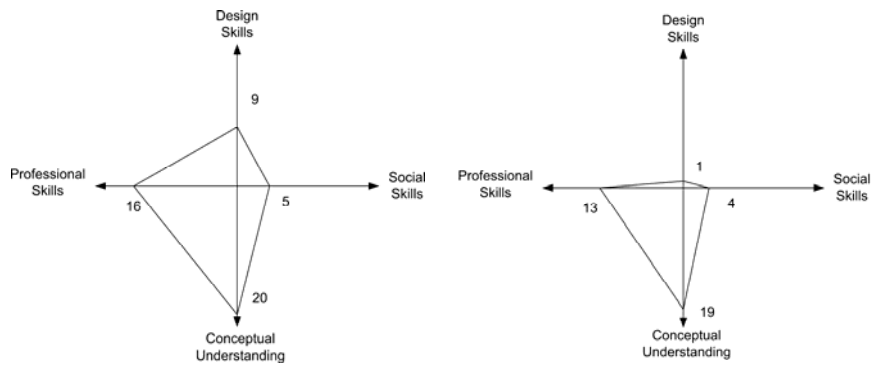 Design
Skills
9
Professional
Skills
Social
Skills
16
5
20
Conceptual
Understanding
Design
Skills
1
Professional
Skills
Social
Skills
13
4
19
Conceptual
Understanding